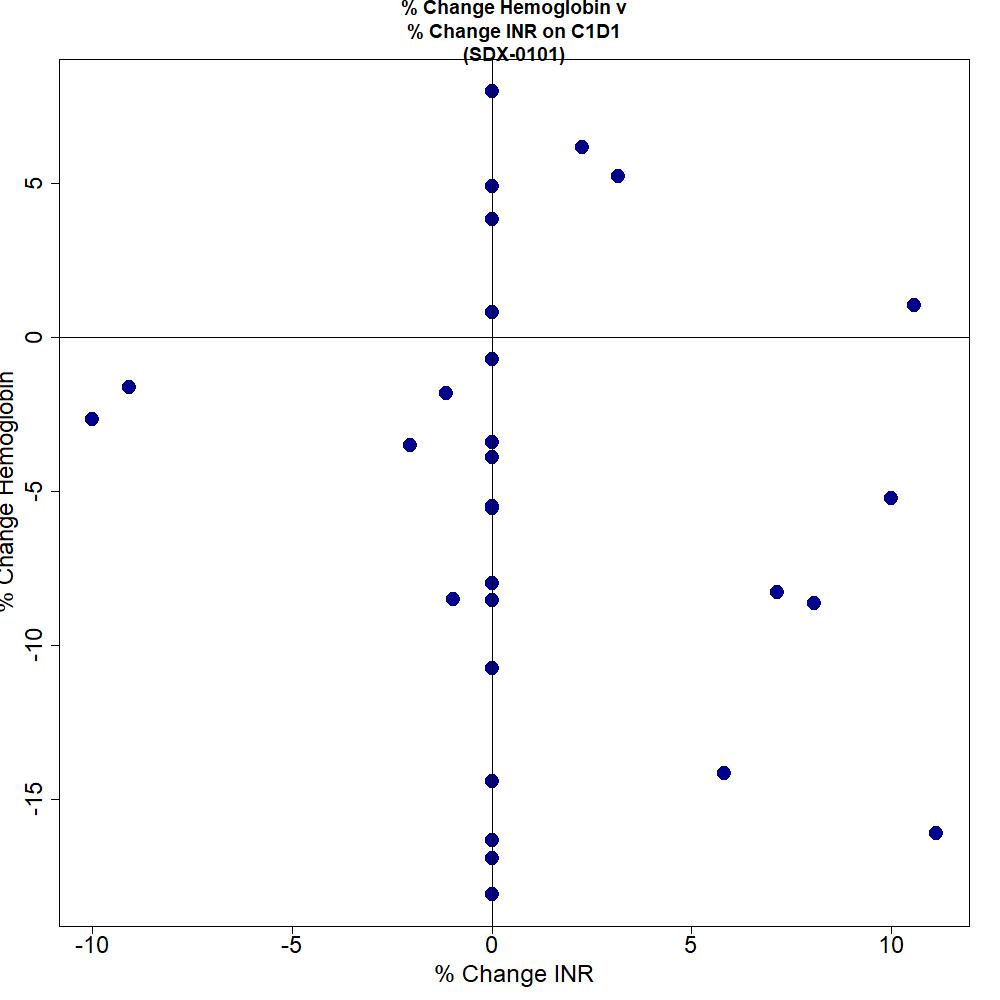 % Change Hemoglobin v
% Change INR on C1D1
(SDX-0101)
5
0
-5
-10
-15
% Change Hemoglobin
-10
-5
0
5
10
% Change INR